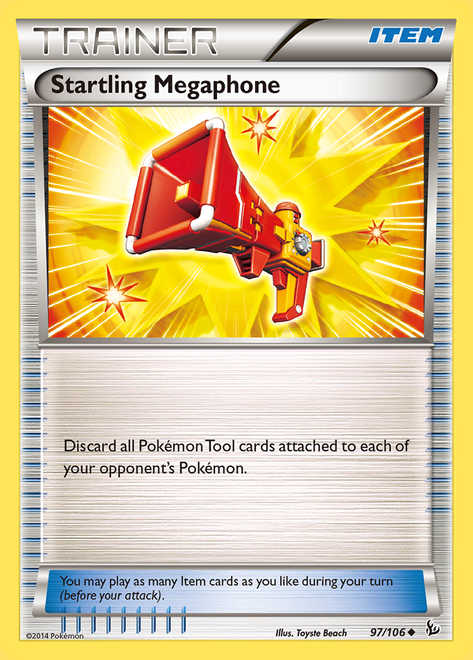 TRAINER
ITEM
Startling Megaphone
Discard all Pokémon Tool cards attached to each of
your opponent's Pokémon.
You may play as many Item cards as you like during your turn
(before your attack).
©2014 Pokémon
Illus. Toyste Beach
97/106